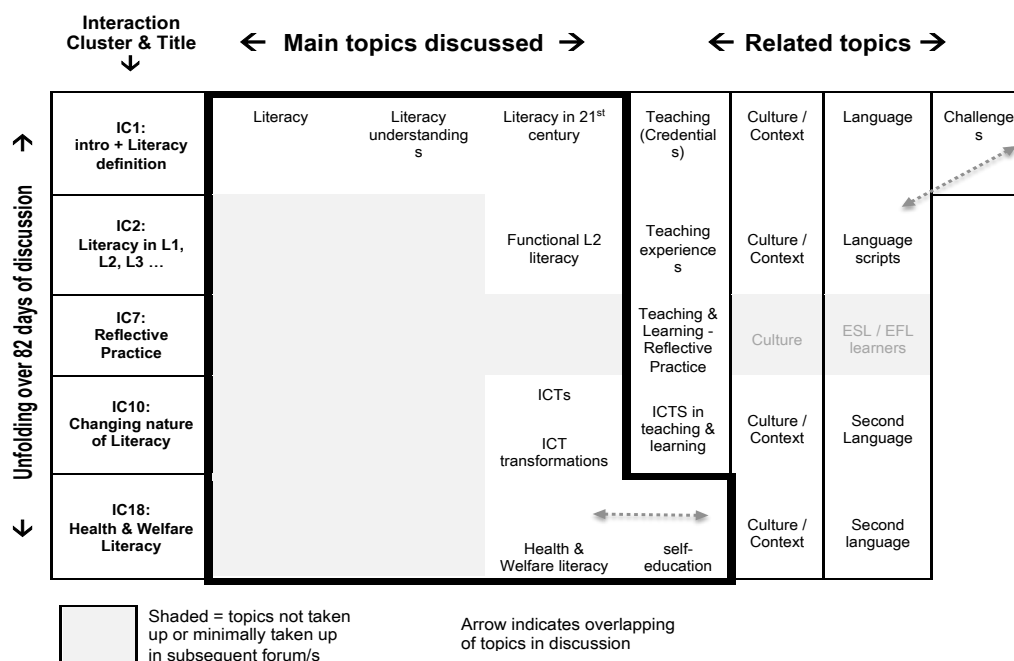 Interaction
Cluster & Title
↓
← Main topics discussed →
← Related topics →
← Unfolding over 82 days of discussion →
IC1:
intro + Literacy
definition
Literacy
Literacy
understanding
s
Literacy in 21st
century
Teaching
(Credential
s)
Culture /
Context
Language
Challenge
s
IC2:
Literacy in L1,
L2, L3 …
Functional L2
literacy
Teaching
experience
s
Culture /
Context
Language
scripts
IC7:
Reflective
Practice
Teaching &
Learning -
Reflective
Practice
Culture
ESL / EFL
learners
IC10:
Changing nature
of Literacy
ICTs
ICT
transformations
ICTS in
teaching &
learning
Culture /
Context
Second
Language
IC18:
Health & Welfare
Literacy
Health &
Welfare literacy
self-
education
Culture /
Context
Second
language
Shaded = topics not taken
up or minimally taken up
in subsequent forum/s
Arrow indicates overlapping
of topics in discussion